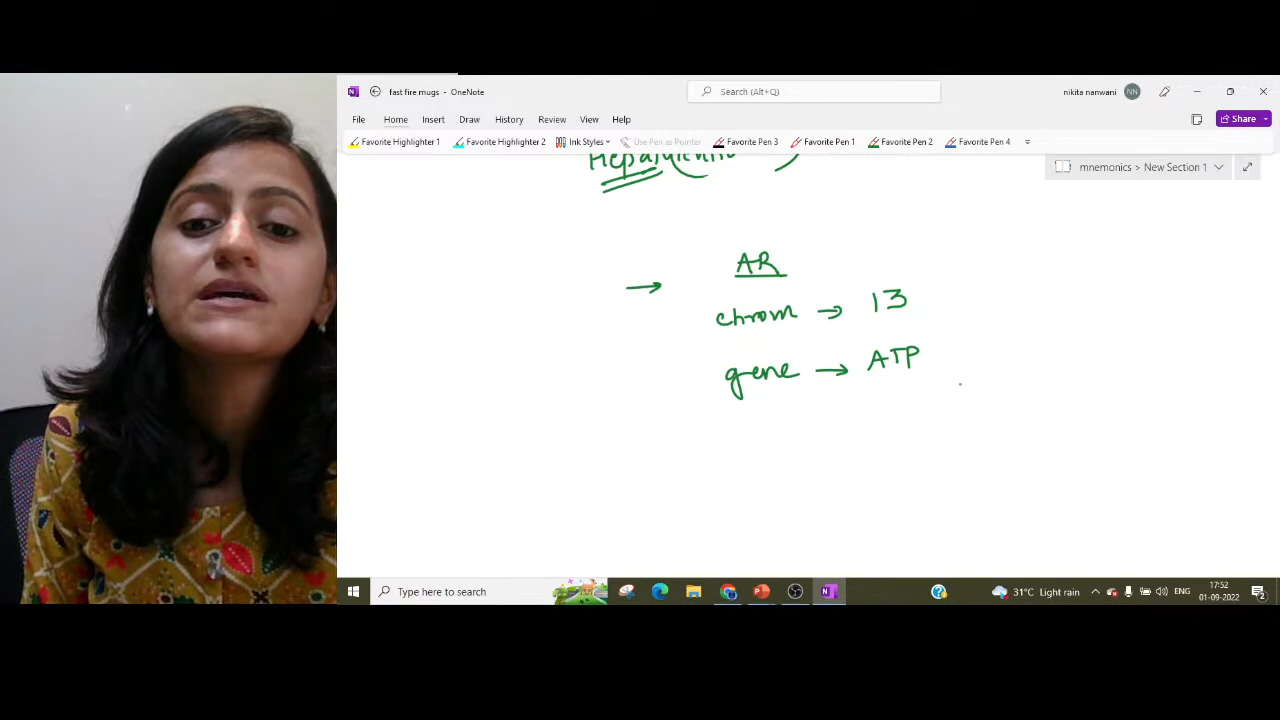 fast fire mugs - OneNote
Search (Alt+Q)
nikita nanwani NN
File Home Insert Draw History Review View Help
Share
Favorite Highlighter 1 Favorite Highlighter 2 Ink Styles Use Pen as Pointer Favorite Pen 3 Favorite Pen 1 Favorite Pen 2 Favorite Pen 4
mnemonics > New Section 1
→ AR
chrom → 13
gene → ATP
Type here to search
31°C Light rain
ENG
17:52
01-09-2022
2